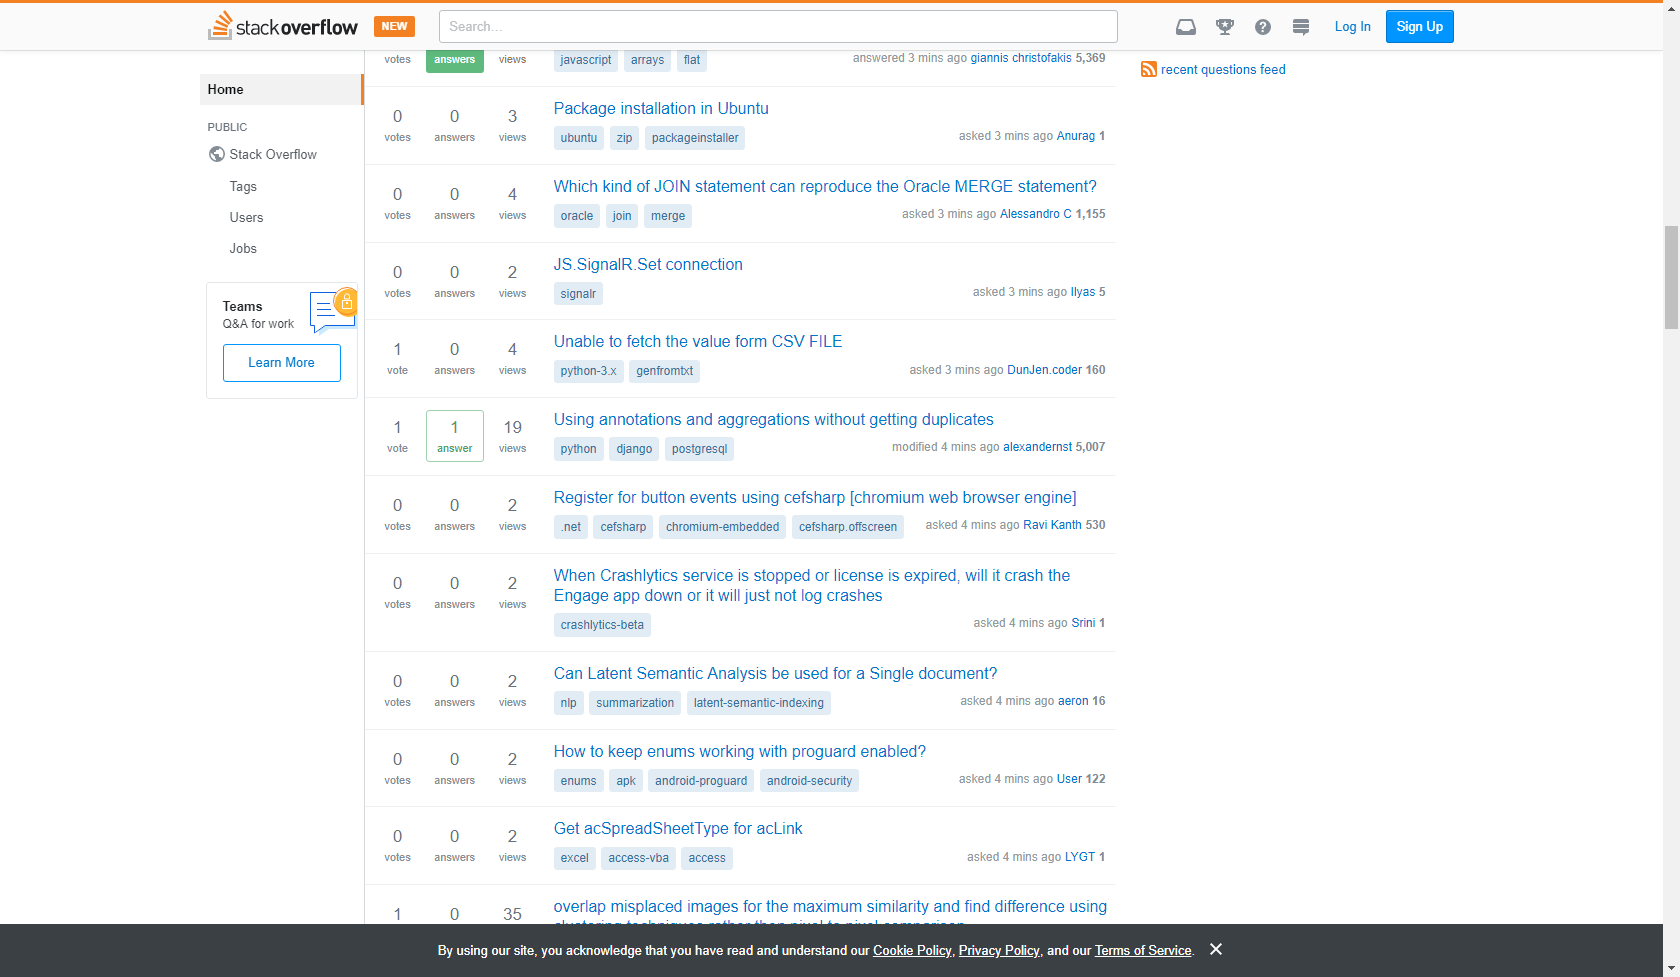 stackoverflow NEW Search... Log In Sign Up
votes answers views javascript arrays flat answered 3 mins ago giannis christofakis 5,369
recent questions feed
Home
PUBLIC
Stack Overflow
Tags
Users
Jobs
Teams
Q&A for work
Learn More
0 votes 0 answers 3 views
Package installation in Ubuntu
ubuntu zip packageinstaller
asked 3 mins ago Anurag 1
0 votes 0 answers 4 views
Which kind of JOIN statement can reproduce the Oracle MERGE statement?
oracle join merge
asked 3 mins ago Alessandro C 1,155
0 votes 0 answers 2 views
JS.SignalR.Set connection
signalr
asked 3 mins ago Ilyas 5
1 vote 0 answers 4 views
Unable to fetch the value form CSV FILE
python-3.x genfromtxt
asked 3 mins ago DunJen.coder 160
1 vote 1 answer 19 views
Using annotations and aggregations without getting duplicates
python django postgresql
modified 4 mins ago alexandernst 5,007
0 votes 0 answers 2 views
Register for button events using cefsharp [chromium web browser engine]
.net cefsharp chromium-embedded cefsharp.offscreen
asked 4 mins ago Ravi Kanth 530
0 votes 0 answers 2 views
When Crashlytics service is stopped or license is expired, will it crash the
Engage app down or it will just not log crashes
crashlytics-beta
asked 4 mins ago Srini 1
0 votes 0 answers 2 views
Can Latent Semantic Analysis be used for a Single document?
nlp summarization latent-semantic-indexing
asked 4 mins ago aeron 16
0 votes 0 answers 2 views
How to keep enums working with proguard enabled?
enums apk android-proguard android-security
asked 4 mins ago User 122
0 votes 0 answers 2 views
Get acSpreadSheetType for acLink
excel access-vba access
asked 4 mins ago LYGT 1
1 0 35
overlap misplaced images for the maximum similarity and find difference using
By using our site, you acknowledge that you have read and understand our Cookie Policy, Privacy Policy, and our Terms of Service.